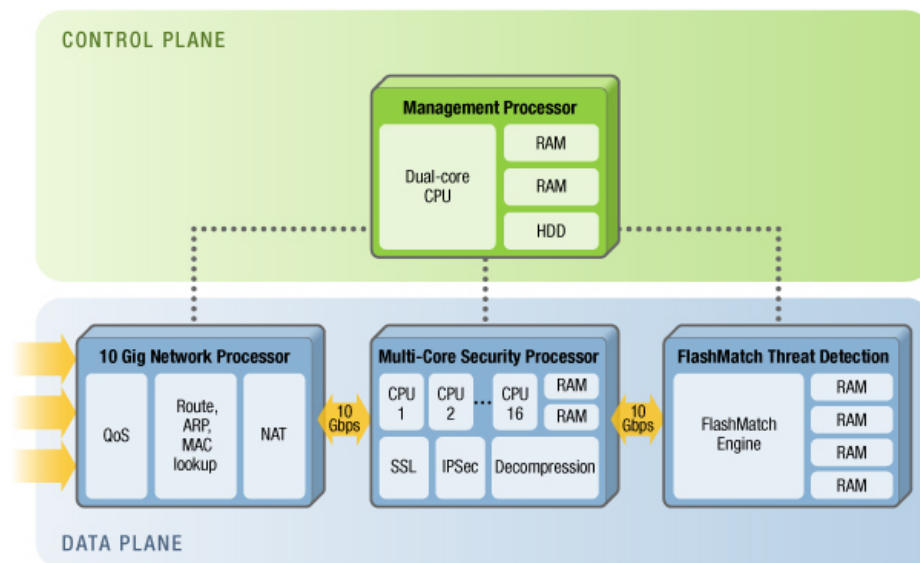 CONTROL PLANE
Management Processor
Dual-core
CPU
RAM
RAM
HDD
10 Gig Network Processor
QoS
Route,
ARP,
MAC
lookup
NAT
10
Gbps
Multi-Core Security Processor
CPU
1
CPU
2
...
CPU
16
RAM
RAM
SSL
IPSec
Decompression
10
Gbps
FlashMatch Threat Detection
FlashMatch
Engine
RAM
RAM
RAM
RAM
DATA PLANE